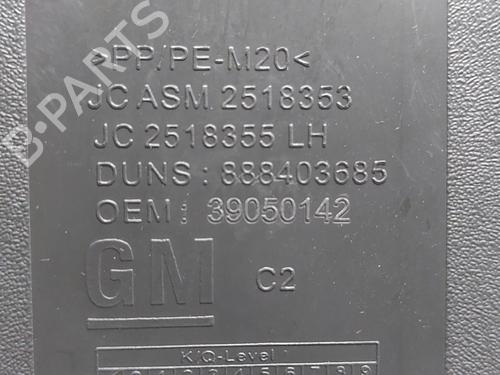 >PP/PE-M20<
JC ASM 2518353
JC 2518355 LH
DUNS : 888403685
OEM : 39050142
GM
C2
K/Q-Level
B-PARTS